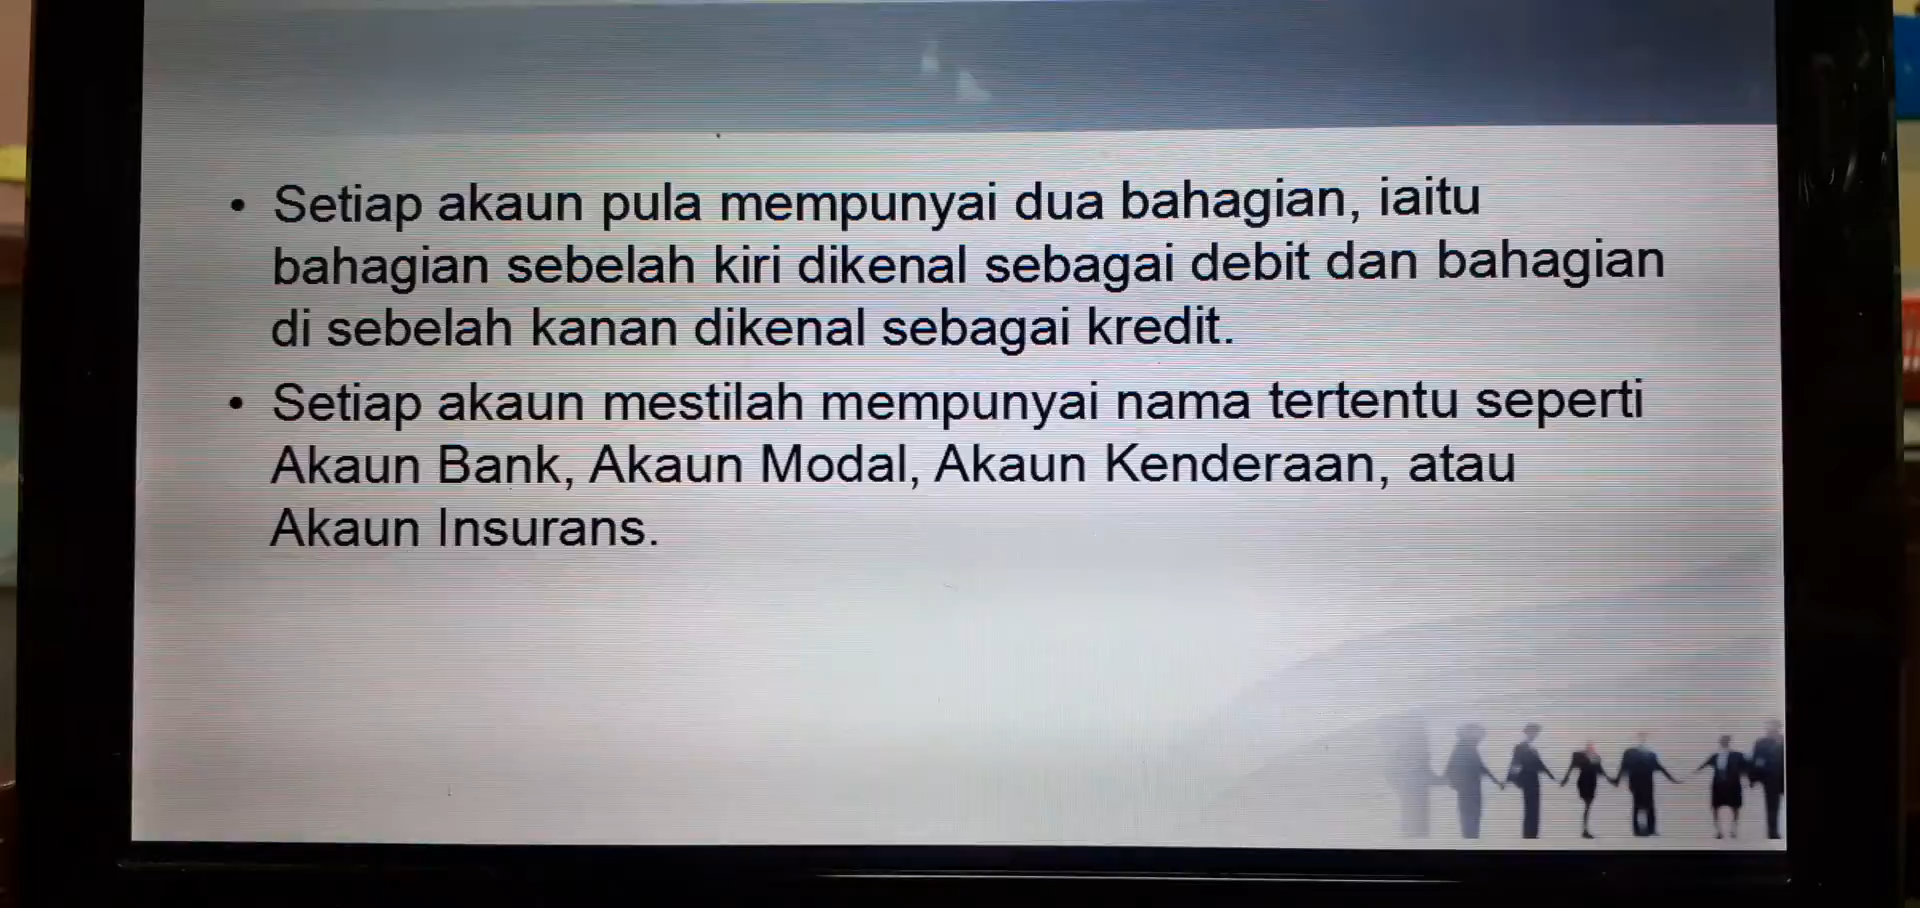 • Setiap akaun pula mempunyai dua bahagian, iaitu
bahagian sebelah kiri dikenal sebagai debit dan bahagian
di sebelah kanan dikenal sebagai kredit.
• Setiap akaun mestilah mempunyai nama tertentu seperti
Akaun Bank, Akaun Modal, Akaun Kenderaan, atau
Akaun Insurans.